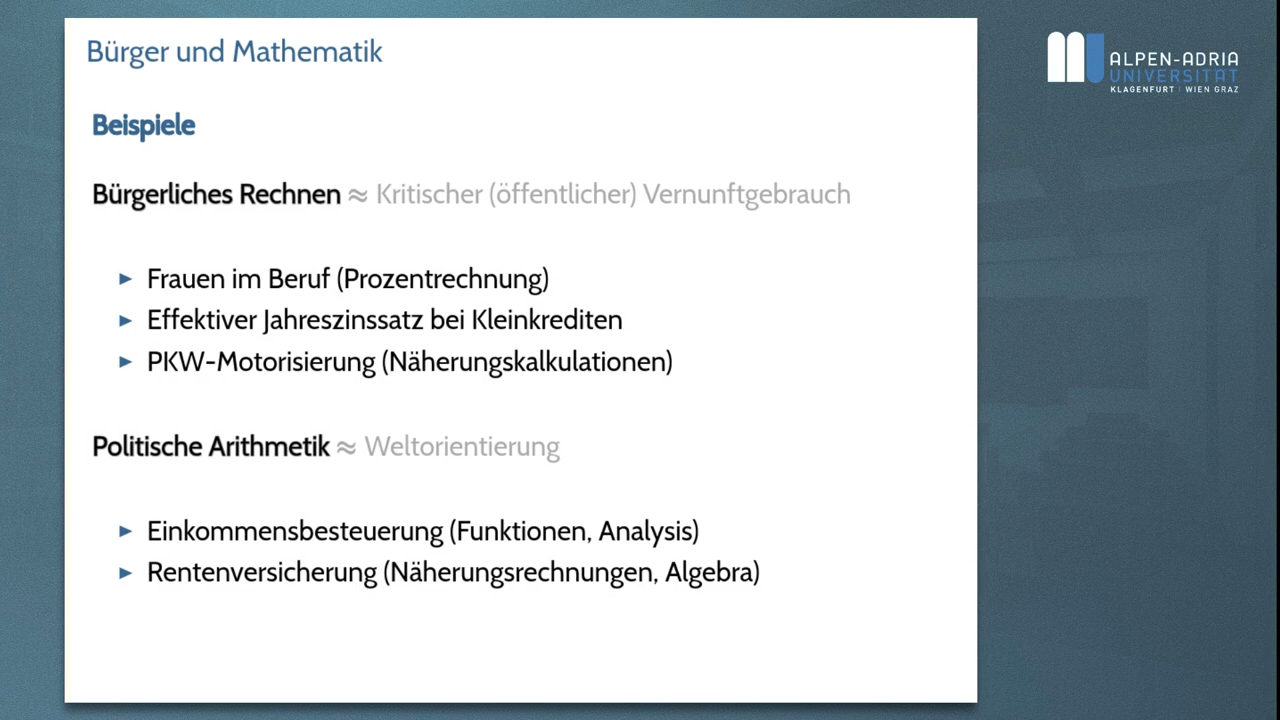 Bürger und Mathematik
ALPEN-ADRIA
UNIVERSITÄT
KLAGENFURT | WIEN GRAZ
Beispiele
Bürgerliches Rechnen ≈ Kritischer (öffentlicher) Vernunftgebrauch
► Frauen im Beruf (Prozentrechnung)
► Effektiver Jahreszinssatz bei Kleinkrediten
► PKW-Motorisierung (Näherungskalkulationen)
Politische Arithmetik ≈ Weltorientierung
► Einkommensbesteuerung (Funktionen, Analysis)
► Rentenversicherung (Näherungsrechnungen, Algebra)